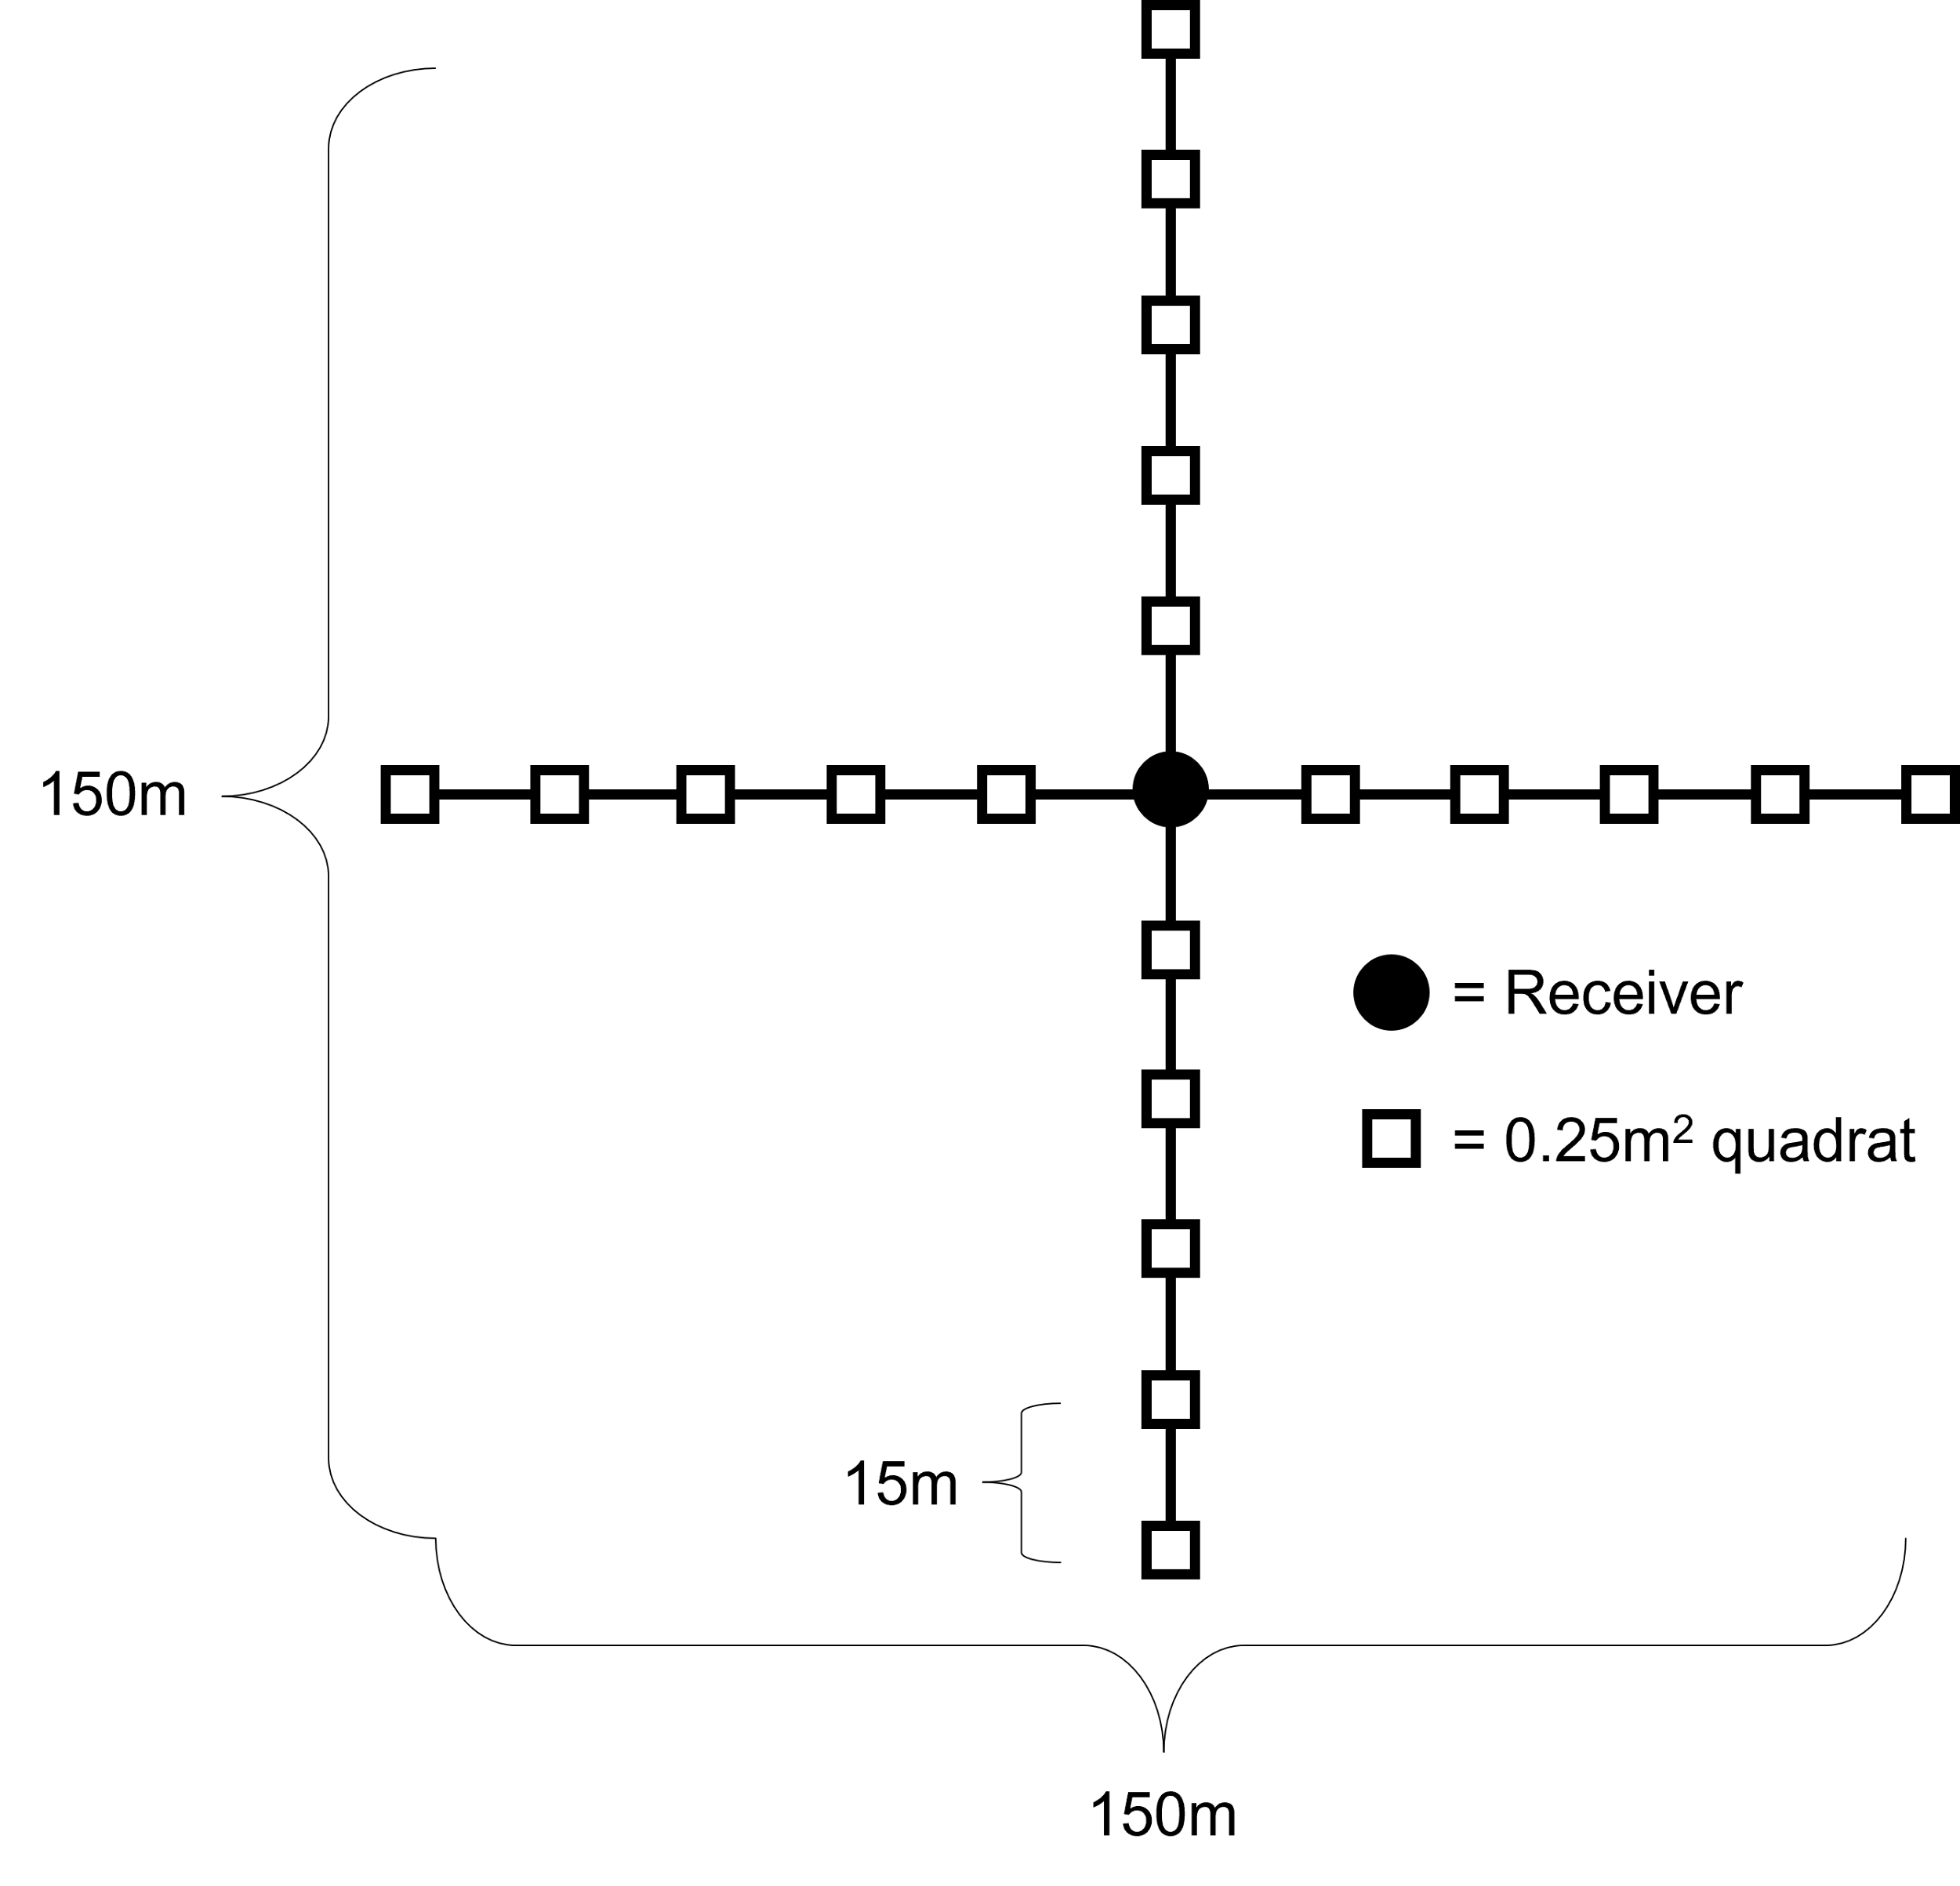 150m
= Receiver
= 0.25m² quadrat
15m
150m